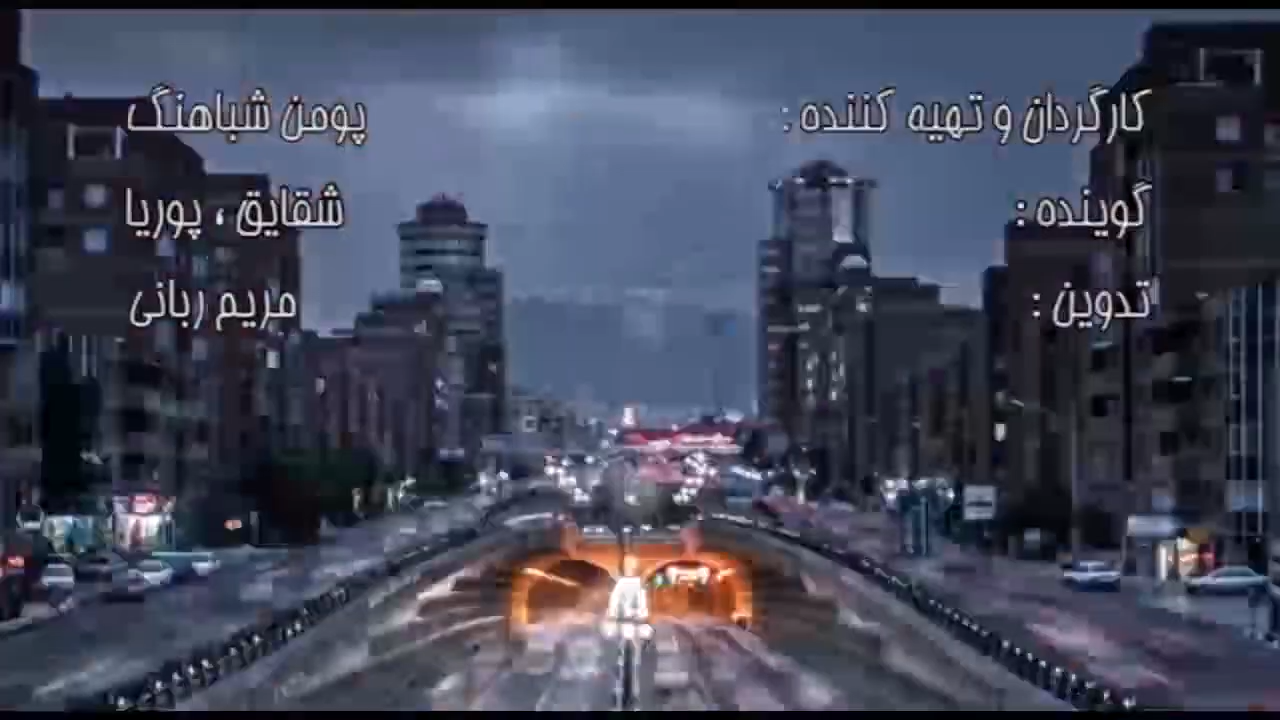 کارگردان و تهیه کننده : پومن شباهنگ
گوینده : شقایق ، پوریا
تدوین : مریم ربانی